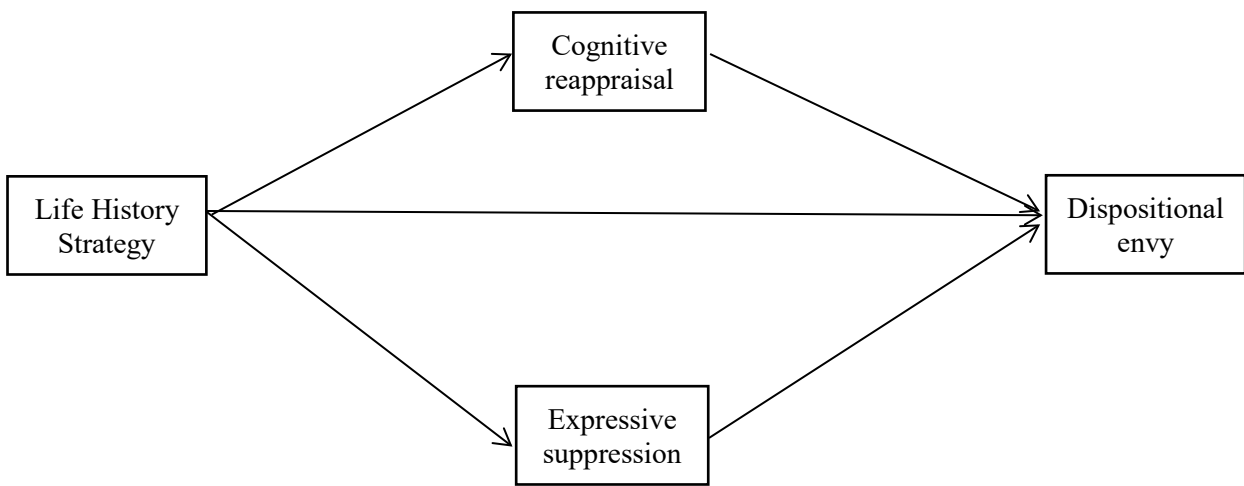 Cognitive
reappraisal
Life History
Strategy
Dispositional
envy
Expressive
suppression